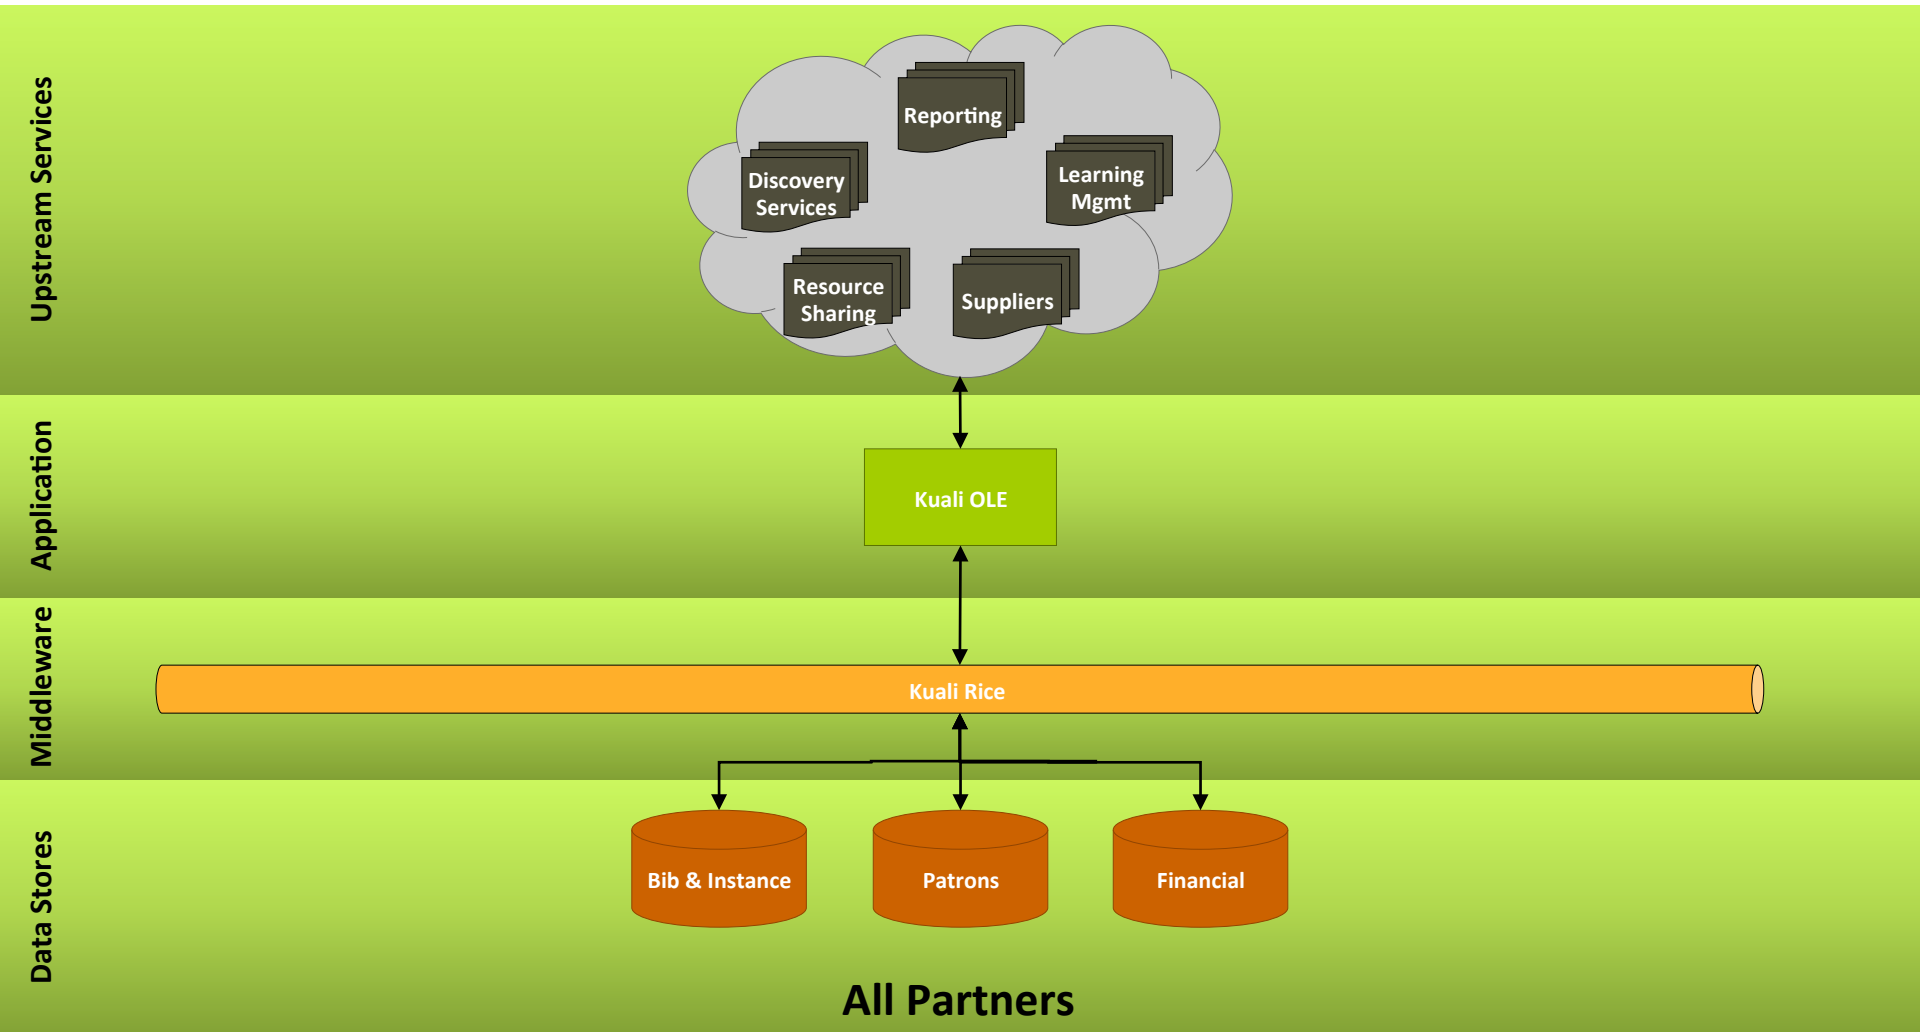 Upstream Services
Reporting
Discovery
Services
Learning
Mgmt
Resource
Sharing
Suppliers
Application
Kuali OLE
Middleware
Kuali Rice
Data Stores
Bib & Instance
Patrons
Financial
All Partners